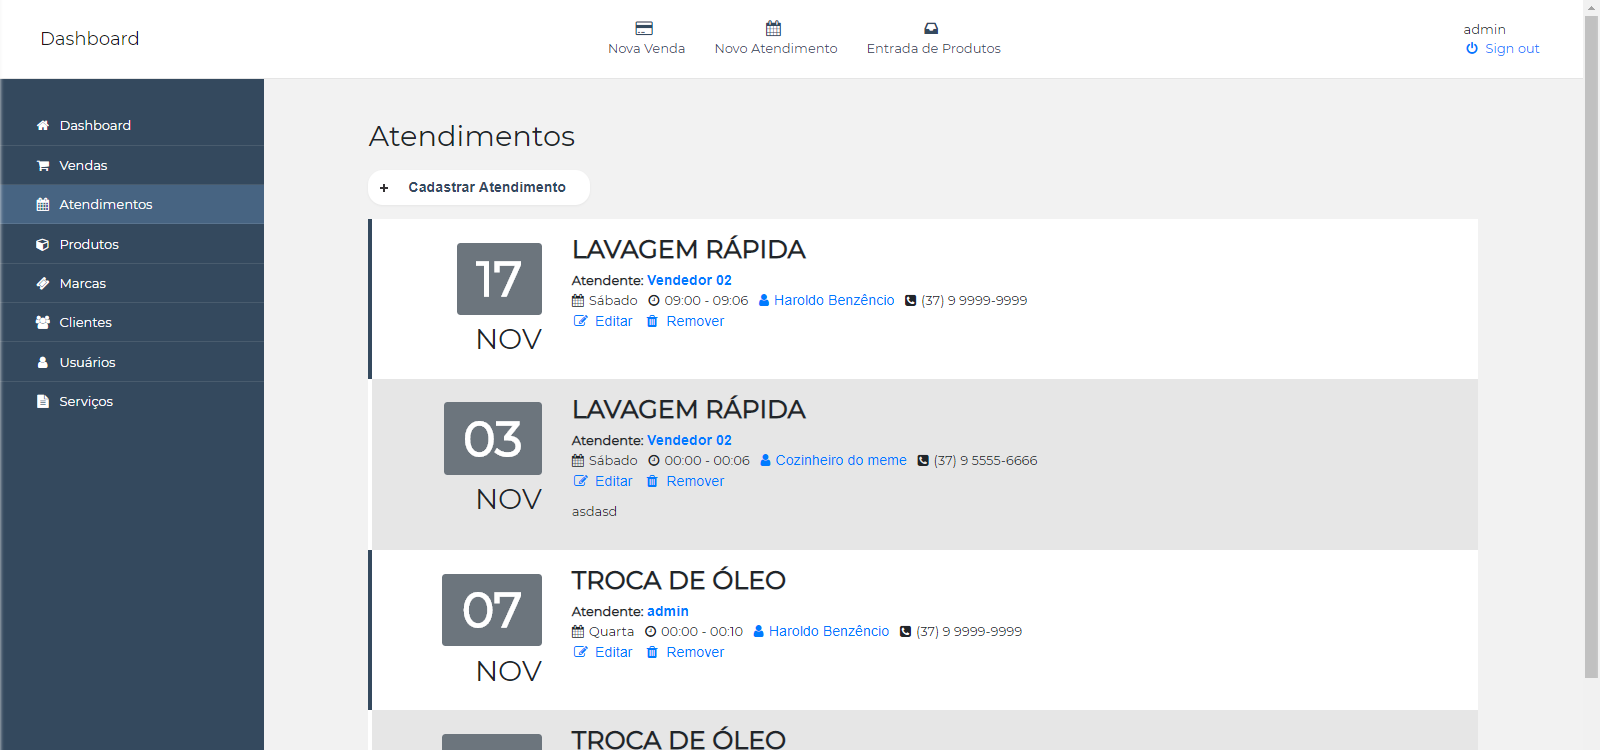 Dashboard
Nova Venda
Novo Atendimento
Entrada de Produtos
admin
Sign out
Dashboard
Vendas
Atendimentos
Produtos
Marcas
Clientes
Usuários
Serviços
Atendimentos
+ Cadastrar Atendimento
17
NOV
LAVAGEM RÁPIDA
Atendente: Vendedor 02
Sábado 09:00 - 09:06 Haroldo Benzêncio (37) 9 9999-9999
Editar Remover
03
NOV
LAVAGEM RÁPIDA
Atendente: Vendedor 02
Sábado 00:00 - 00:06 Cozinheiro do meme (37) 9 5555-6666
Editar Remover
asdasd
07
NOV
TROCA DE ÓLEO
Atendente: admin
Quarta 00:00 - 00:10 Haroldo Benzêncio (37) 9 9999-9999
Editar Remover
TROCA DE ÓLEO